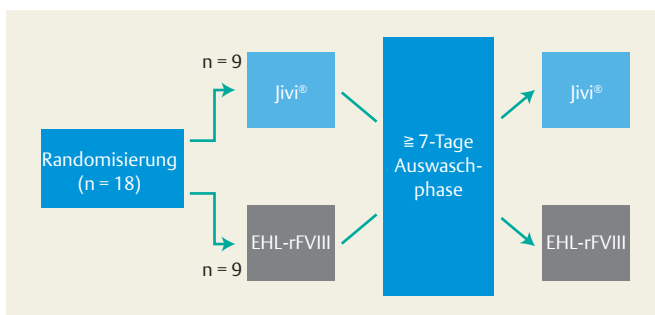 Randomisierung
(n = 18)
n = 9
Jivi®
EHL-rFVIII
n = 9
≧ 7-Tage
Auswasch-
phase
Jivi®
EHL-rFVIII